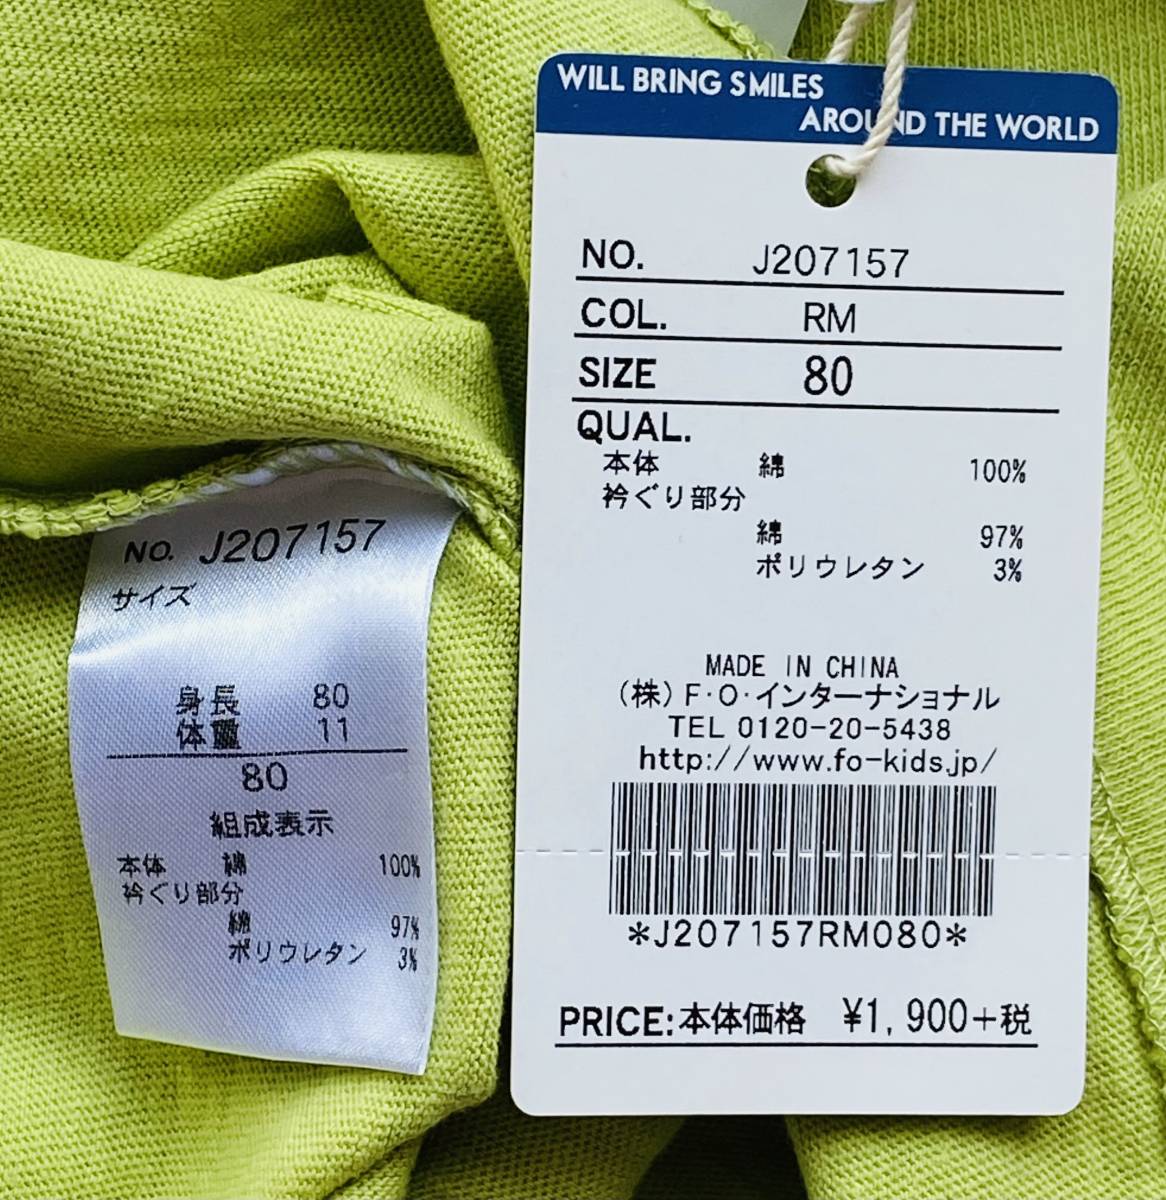 WILL BRING SMILES
AROUND THE WORLD
NO. J207157
COL. RM
SIZE 80
QUAL.
本体 綿 100%
衿ぐり部分
綿 97%
ポリウレタン 3%
MADE IN CHINA
(株)F·O·インターナショナル
TEL 0120-20-5438
http://www.fo-kids.jp/
*J207157RM080*
PRICE:本体価格 ¥1,900+税
NO. J207157
サイズ
身長 80
体重 11
80
組成表示
本体 綿 100%
衿ぐり部分
綿 97%
ポリウレタン 3%